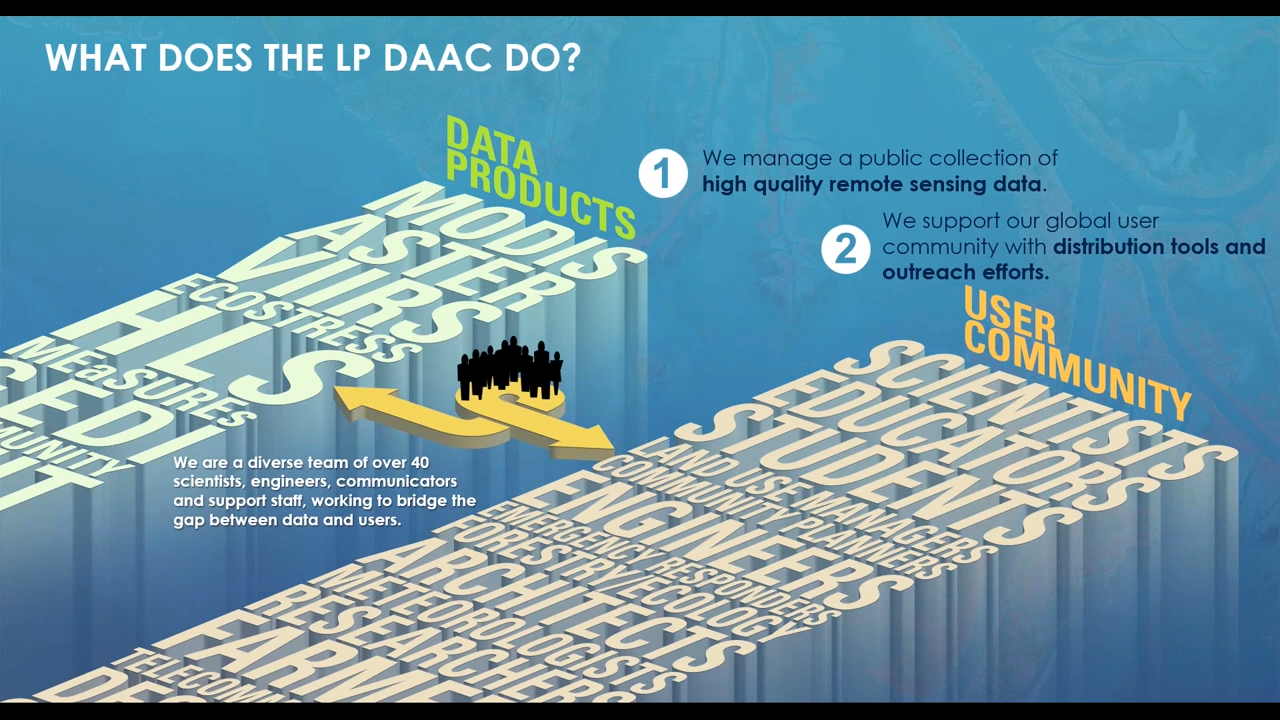 WHAT DOES THE LP DAAC DO?
DATA
PRODUCTS
MODIS
ASTER
VIIRS
ECOSTRESS
HLS
MEaSUREs
GEDI
1
We manage a public collection of
high quality remote sensing data.
2
We support our global user
community with distribution tools and
outreach efforts.
We are a diverse team of over 40
scientists, engineers, communicators
and support staff, working to bridge the
gap between data and users.
USER
COMMUNITY
SCIENTISTS
EDUCATORS
STUDENTS
LAND USE MANAGERS
COMMUNITY PLANNERS
ENGINEERS
EMERGENCY RESPONDERS
FORESTRY/ECOLOGY
ARCHITECTS
METEOROLOGISTS
RESEARCHERS
FARME
TELECOMM